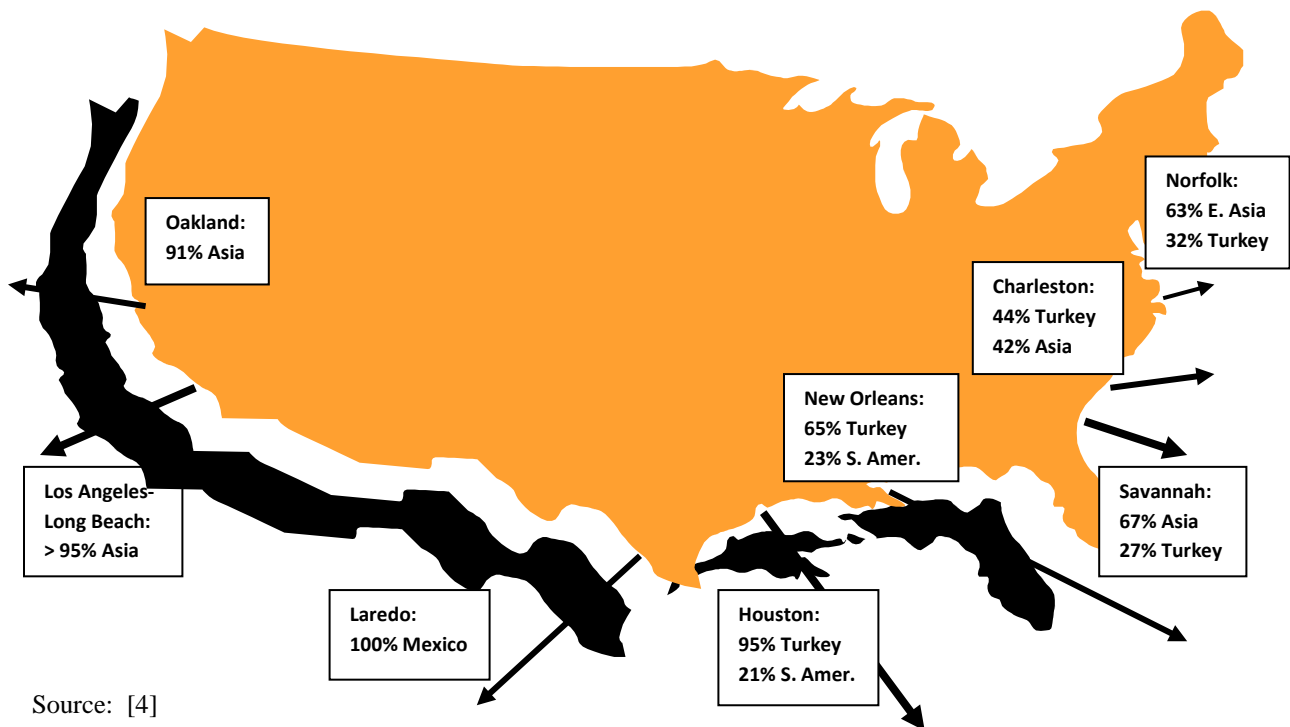 Norfolk:
63% E. Asia
32% Turkey
Oakland:
91% Asia
Charleston:
44% Turkey
42% Asia
New Orleans:
65% Turkey
23% S. Amer.
Los Angeles-
Long Beach:
> 95% Asia
Savannah:
67% Asia
27% Turkey
Laredo:
100% Mexico
Houston:
95% Turkey
21% S. Amer.
Source: [4]